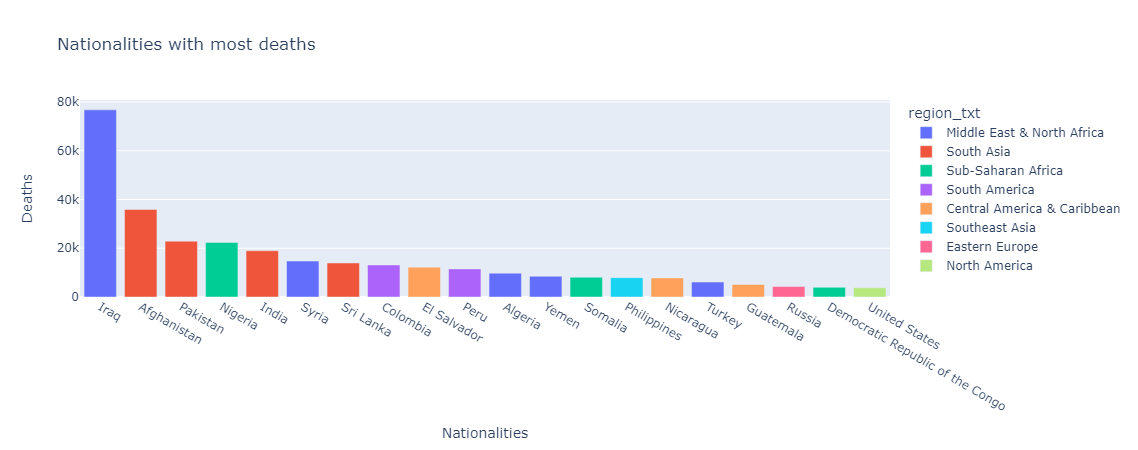 Nationalities with most deaths
80k
60k
40k
20k
0
Deaths
Iraq
Afghanistan
Pakistan
Nigeria
India
Syria
Sri Lanka
Colombia
El Salvador
Peru
Algeria
Yemen
Somalia
Philippines
Nicaragua
Turkey
Guatemala
Russia
Democratic Republic of the Congo
United States
Nationalities
region_txt
Middle East & North Africa
South Asia
Sub-Saharan Africa
South America
Central America & Caribbean
Southeast Asia
Eastern Europe
North America